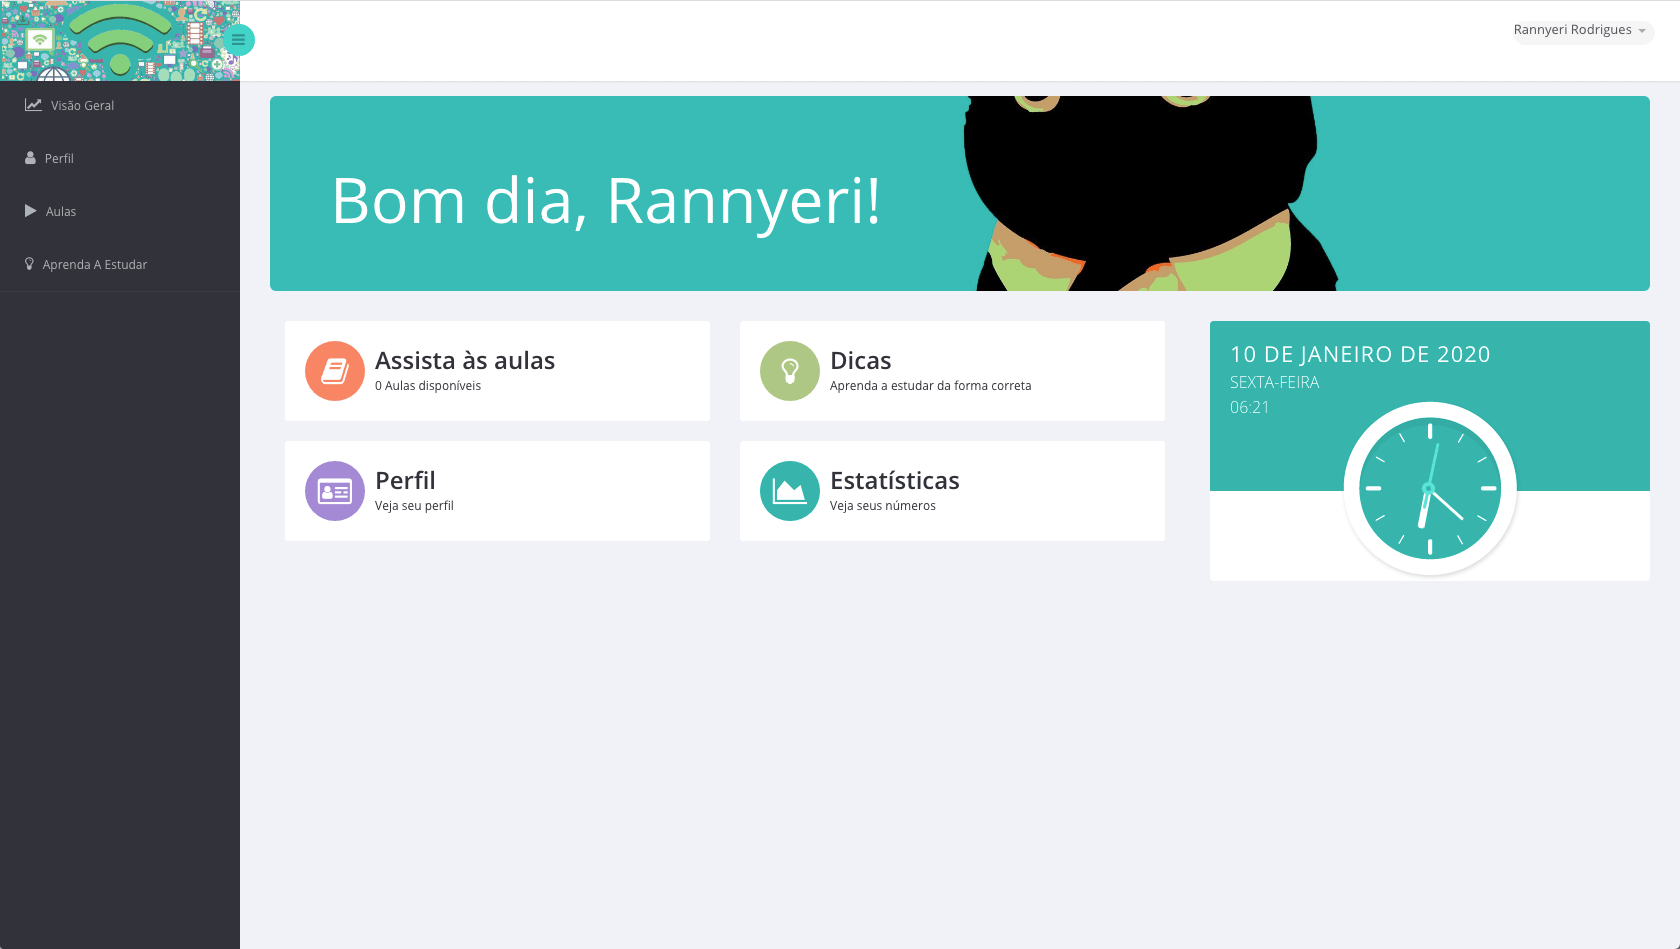 Rannyeri Rodrigues
Visão Geral
Perfil
Aulas
Aprenda A Estudar
Bom dia, Rannyeri!
Assista às aulas
0 Aulas disponíveis
Dicas
Aprenda a estudar da forma correta
Perfil
Veja seu perfil
Estatísticas
Veja seus números
10 DE JANEIRO DE 2020
SEXTA-FEIRA
06:21